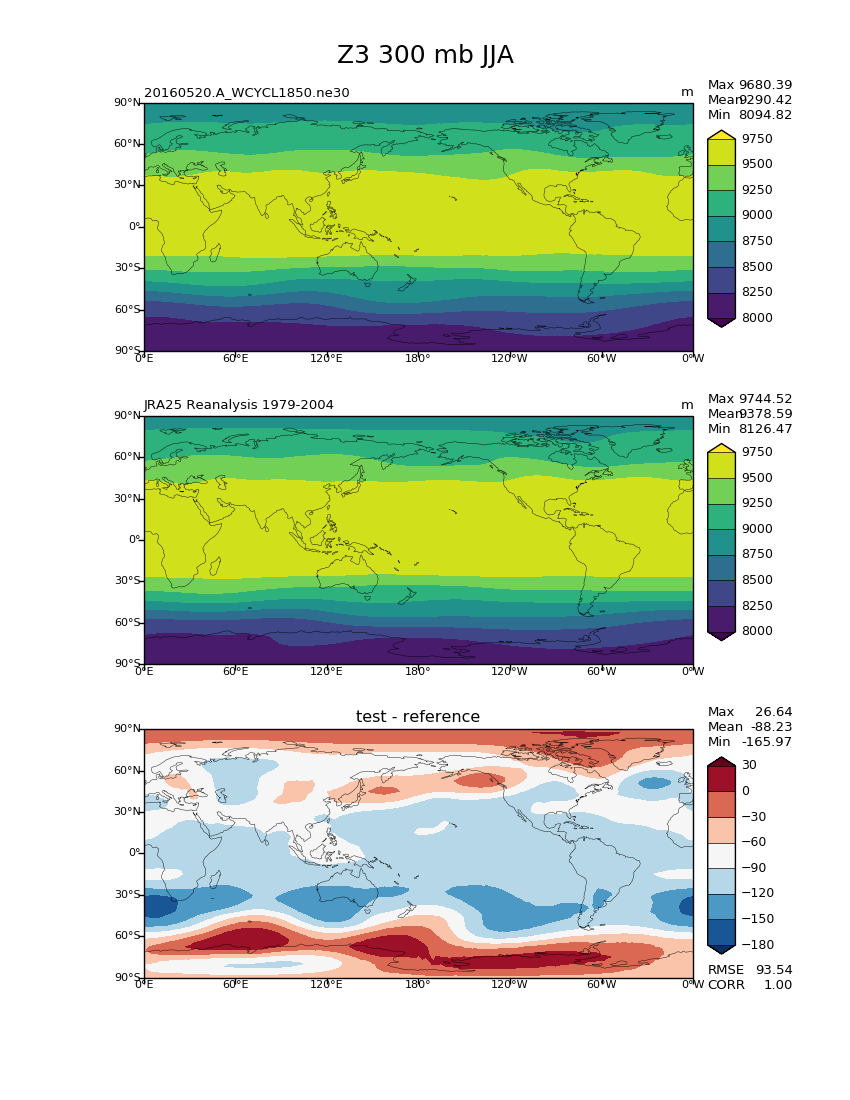 Z3 300 mb JJA
20160520.A_WCYCL1850.ne30
m
Max 9680.39
Mean 9290.42
Min 8094.82
90°N
60°N
30°N
0°
30°S
60°S
90°S
0°E 60°E 120°E 180° 120°W 60°W 0°W
9750
9500
9250
9000
8750
8500
8250
8000
JRA25 Reanalysis 1979-2004
m
Max 9744.52
Mean 9378.59
Min 8126.47
90°N
60°N
30°N
0°
30°S
60°S
90°S
0°E 60°E 120°E 180° 120°W 60°W 0°W
9750
9500
9250
9000
8750
8500
8250
8000
test - reference
Max 26.64
Mean -88.23
Min -165.97
90°N
60°N
30°N
0°
30°S
60°S
90°S
0°E 60°E 120°E 180° 120°W 60°W 0°W
30
0
−30
−60
−90
−120
−150
−180
RMSE 93.54
CORR 1.00